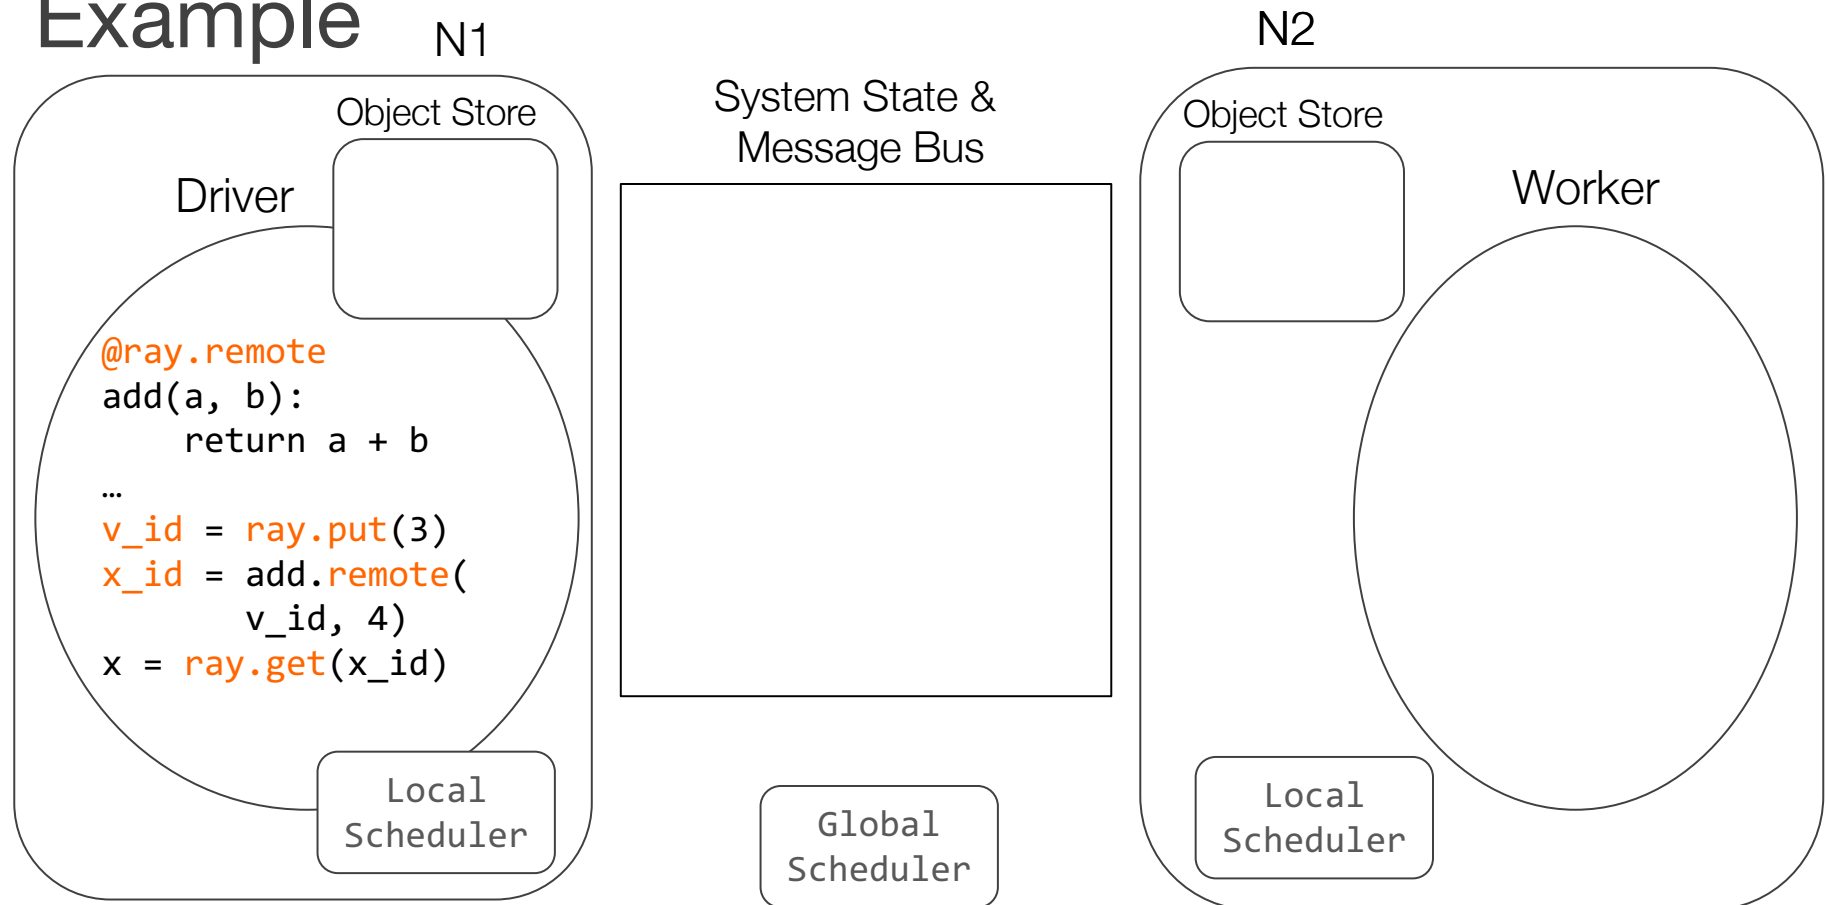 Example
N1
N2
System State &
Message Bus
Object Store
Object Store
Driver
Worker
@ray.remote
add(a, b):
    return a + b
…
v_id = ray.put(3)
x_id = add.remote(
       v_id, 4)
x = ray.get(x_id)
Local
Scheduler
Global
Scheduler
Local
Scheduler